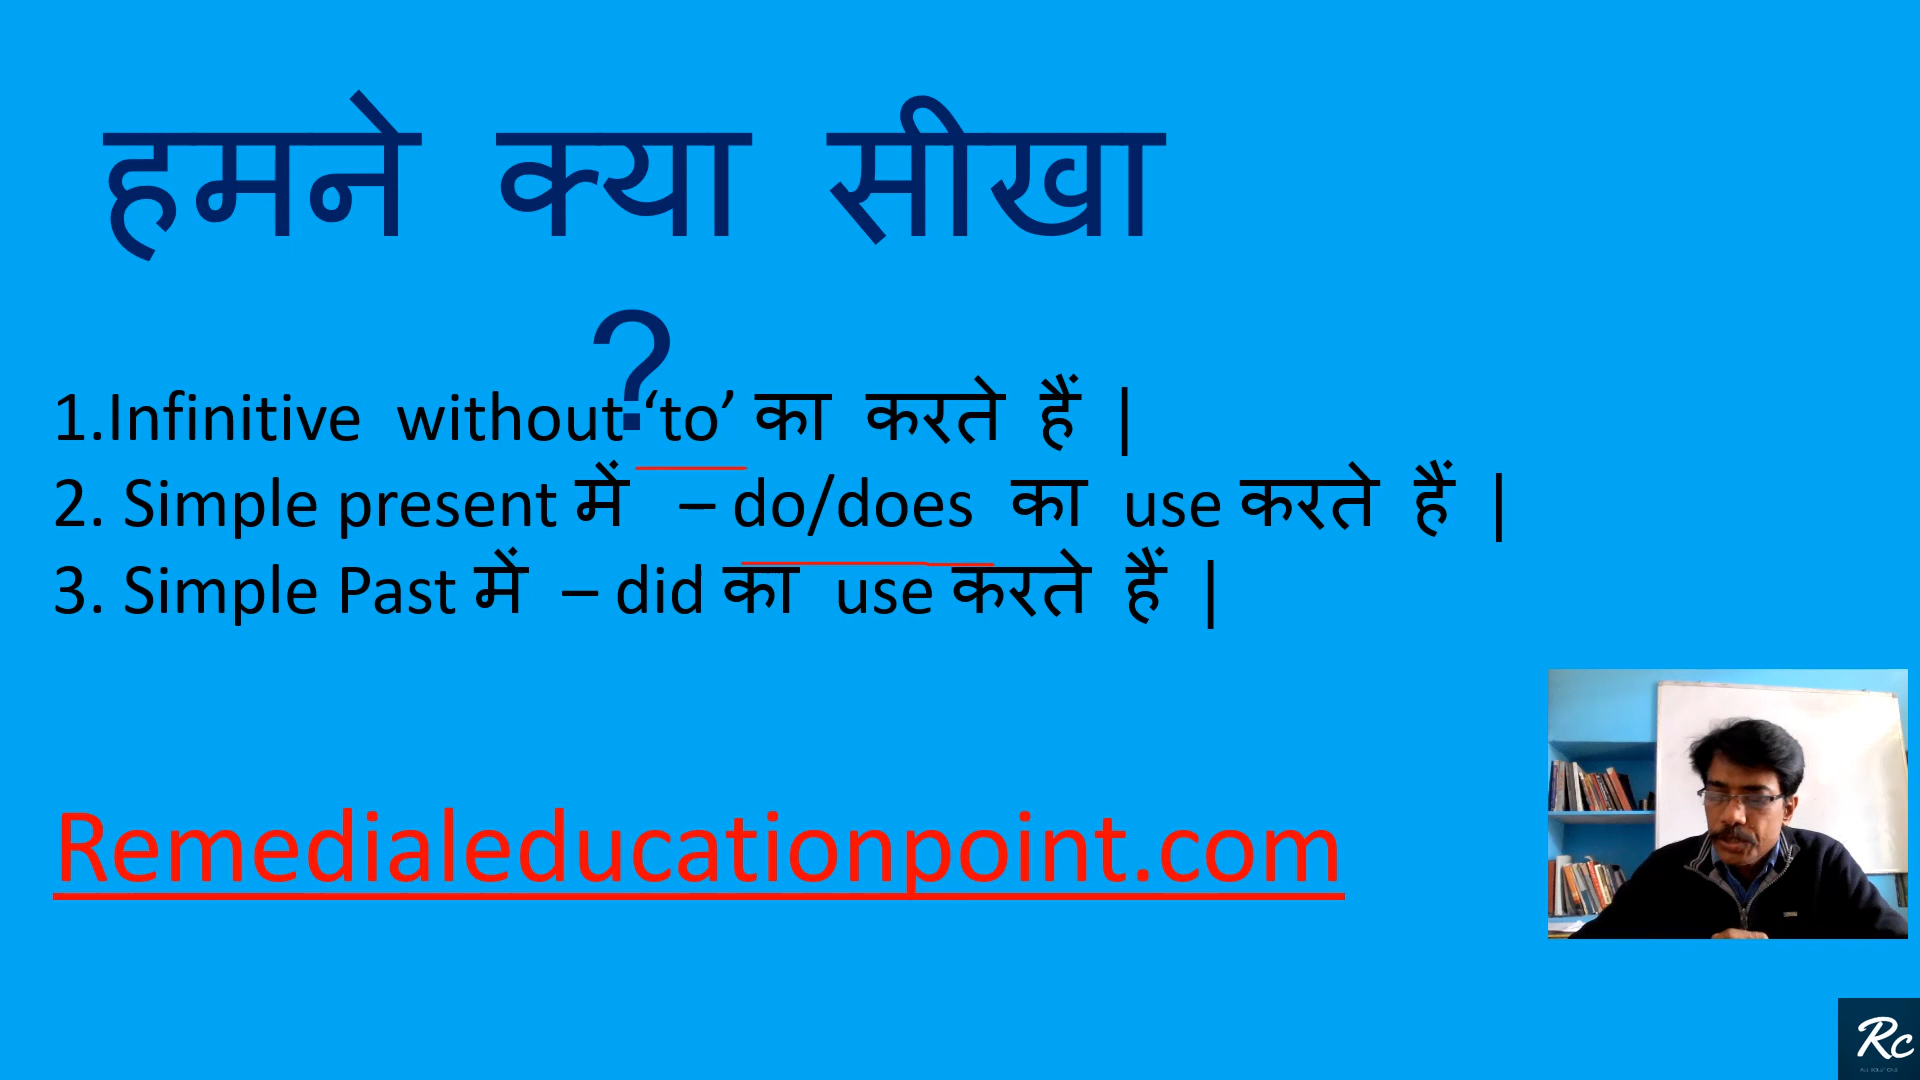 हमने क्या सीखा
?
1.Infinitive without ‘to’ का करते हैं |
2. Simple present में – do/does का use करते हैं |
3. Simple Past में – did का use करते हैं |
Remedialeducationpoint.com
Rc